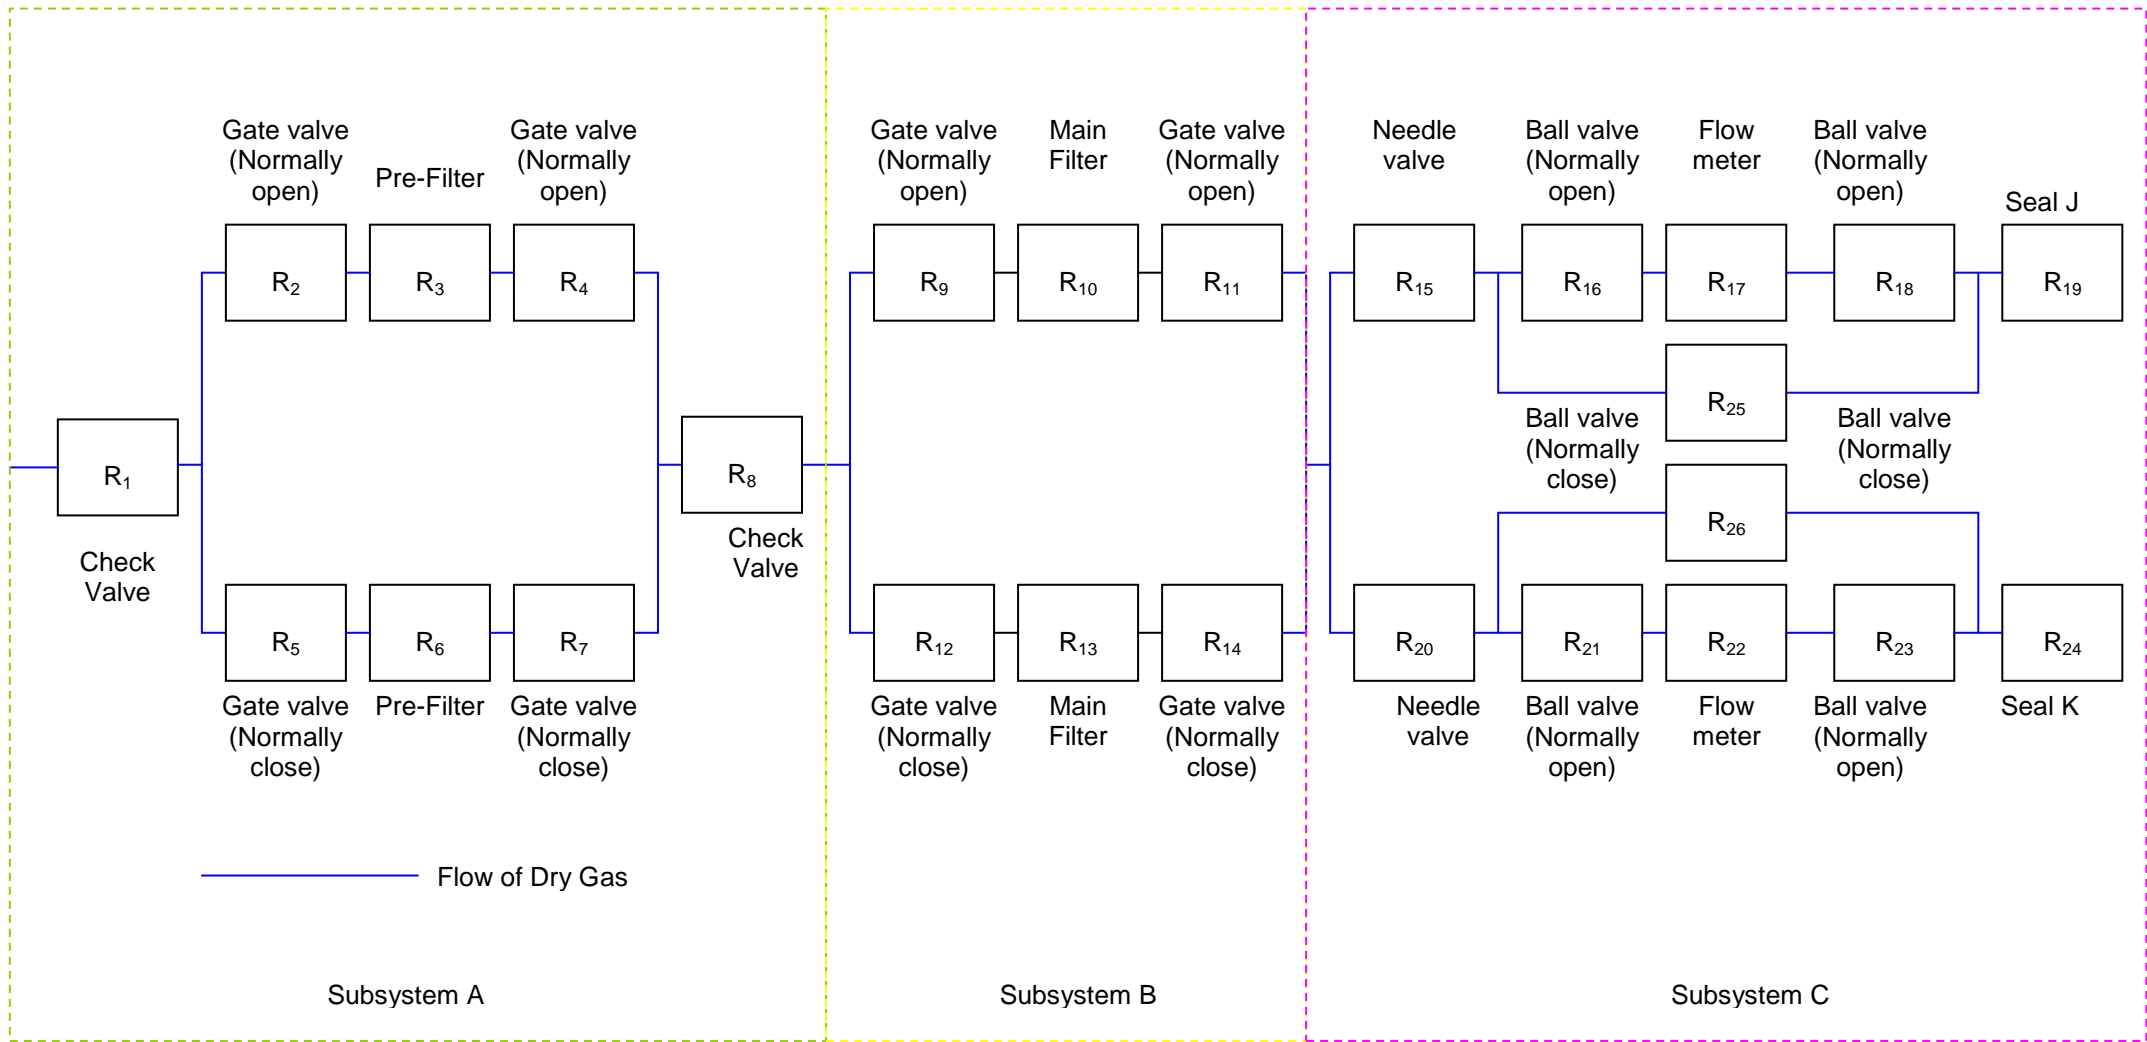 Gate valve
(Normally
open)
Pre-Filter
Gate valve
(Normally
open)
Gate valve
(Normally
open)
Main
Filter
Gate valve
(Normally
open)
Needle
valve
Ball valve
(Normally
open)
Flow
meter
Ball valve
(Normally
open)
Seal J
R2
R3
R4
R9
R10
R11
R15
R16
R17
R18
R19
R25
Ball valve
(Normally
close)
Ball valve
(Normally
close)
R1
R8
R26
Check
Valve
Check
Valve
R5
R6
R7
R12
R13
R14
R20
R21
R22
R23
R24
Gate valve
(Normally
close)
Pre-Filter
Gate valve
(Normally
close)
Gate valve
(Normally
close)
Main
Filter
Gate valve
(Normally
close)
Needle
valve
Ball valve
(Normally
open)
Flow
meter
Ball valve
(Normally
open)
Seal K
Flow of Dry Gas
Subsystem A
Subsystem B
Subsystem C